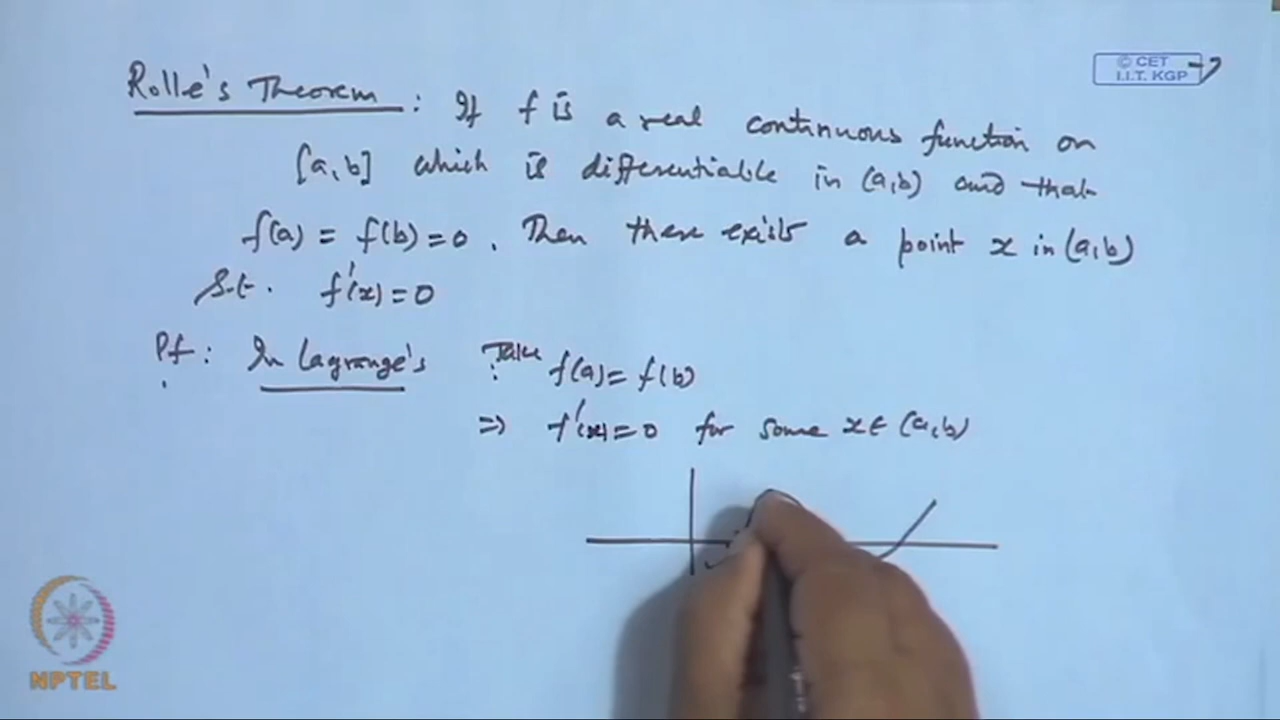 © CET
I.I.T. KGP
Rolle's Theorem : If f is a real continuous function on
[a,b] which is differentiable in (a,b) and that
f(a) = f(b) = 0 . Then there exists a point x in (a,b)
S.t. f'(x) = 0
Pf : In Lagrange's Take f(a) = f(b)
⇒ f'(x) = 0 for some x ∈ (a,b)
NPTEL